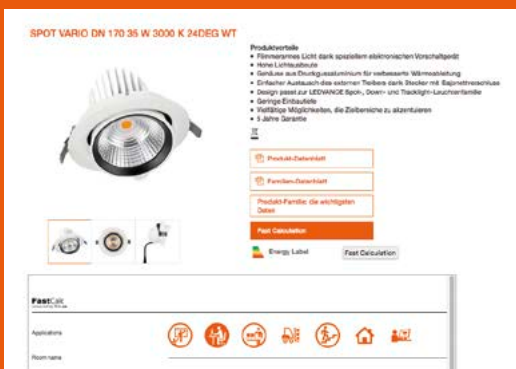 SPOT VARIO DN 170 35 W 3000 K 24DEG WT
Produktvorteile
Flimmerarmes Licht dank speziellem elektronischen Vorschaltgerät
Hohe Lichtausbeute
Gehäuse aus Druckgussaluminium für verbesserte Wärmeableitung
Einfacher Austausch des externen Treibers dank Stecker mit Bajonettverschluss
Design passt zur LEDVANCE Spot-, Down- und Tracklight-Leuchtenfamilie
Geringe Einbautiefe
Vielfältige Möglichkeiten, die Zielbereiche zu akzentuieren
5 Jahre Garantie
Produkt-Datenblatt
Familien-Datenblatt
Produkt-Familie: die wichtigsten
Daten
Fast Calculation
Energy Label
Fast Calculation
FastCalc
Applications
Room name